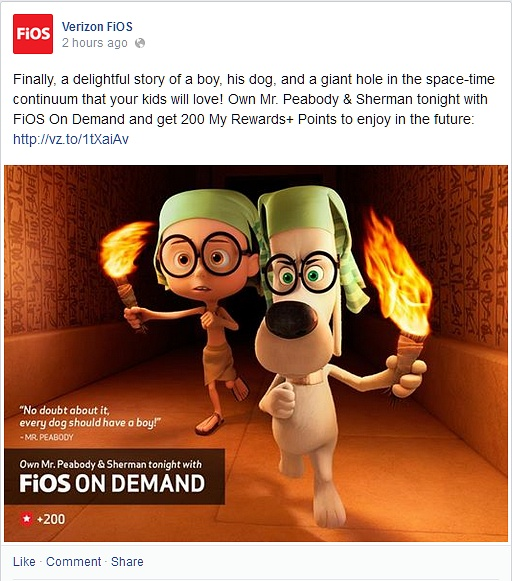 FiOS
Verizon FiOS
2 hours ago
Finally, a delightful story of a boy, his dog, and a giant hole in the space-time
continuum that your kids will love! Own Mr. Peabody & Sherman tonight with
FiOS On Demand and get 200 My Rewards+ Points to enjoy in the future:
http://vz.to/1tXaiAv
"No doubt about it,
every dog should have a boy!"
- MR. PEABODY
Own Mr. Peabody & Sherman tonight with
FiOS ON DEMAND
+200
Like · Comment · Share